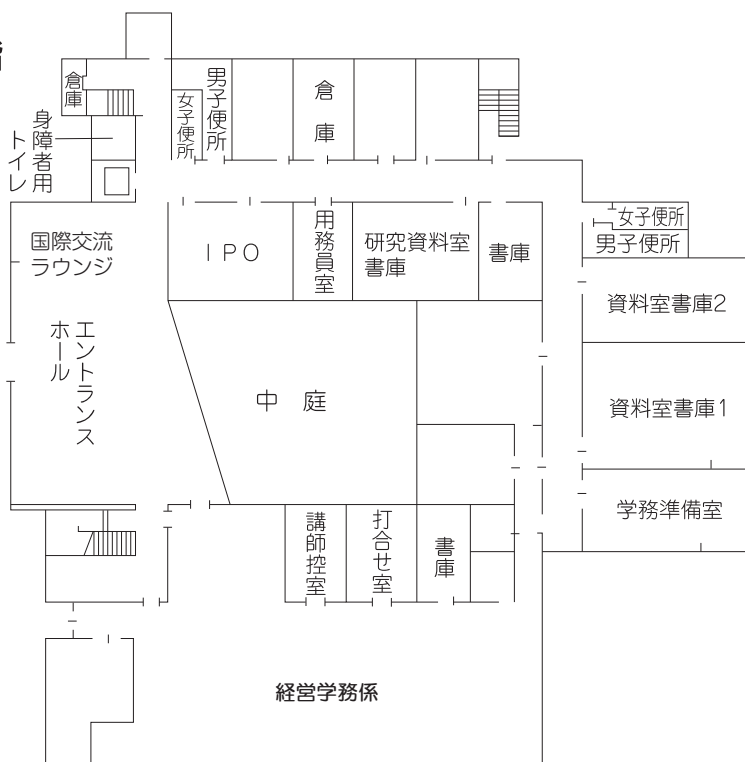 階
倉庫
男子便所
女子便所
倉庫
身障者用
トイレ
国際交流
ラウンジ
IPO
用務員室
研究資料室
書庫
書庫
女子便所
男子便所
資料室書庫2
エントランス
ホール
中庭
資料室書庫1
学務準備室
講師控室
打合せ室
書庫
経営学務係